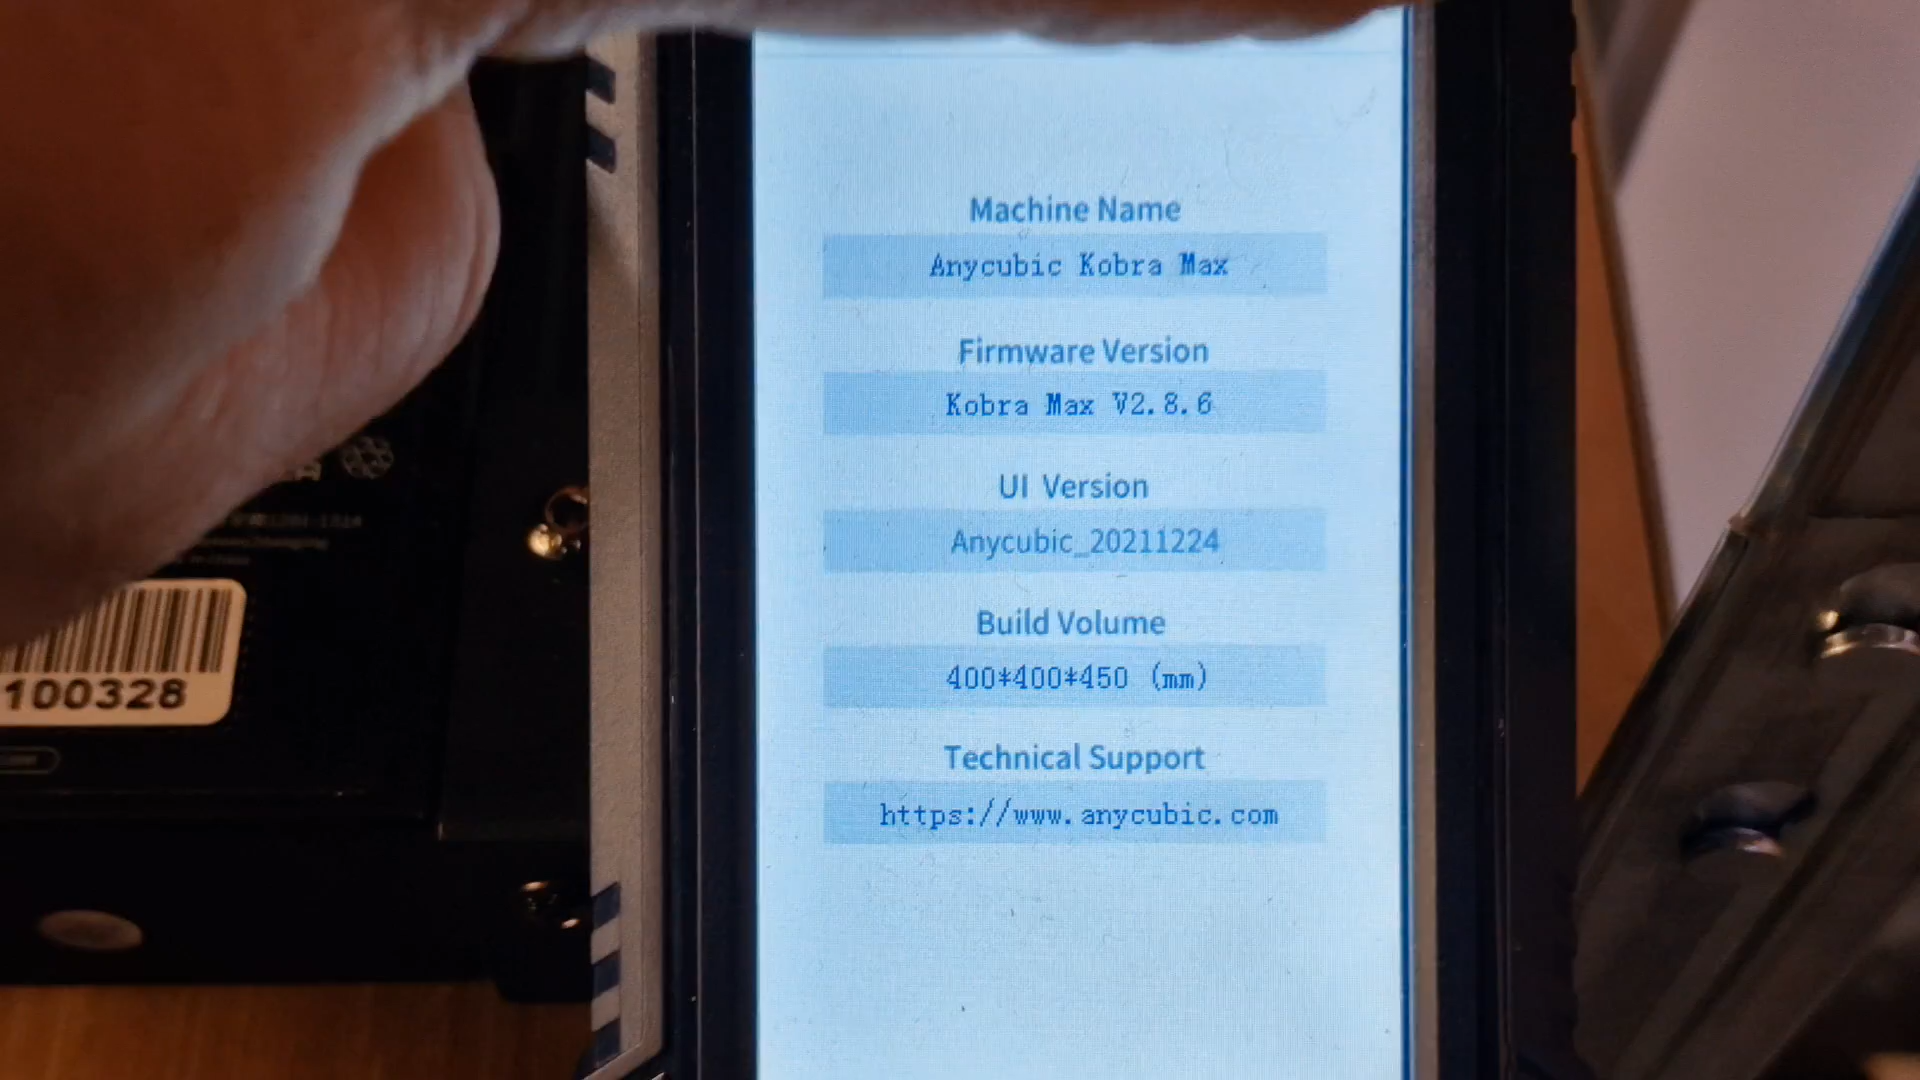 Machine Name
Anycubic Kobra Max
Firmware Version
Kobra Max V2.8.6
UI Version
Anycubic_20211224
Build Volume
400*400*450 (mm)
Technical Support
https://www.anycubic.com
100328